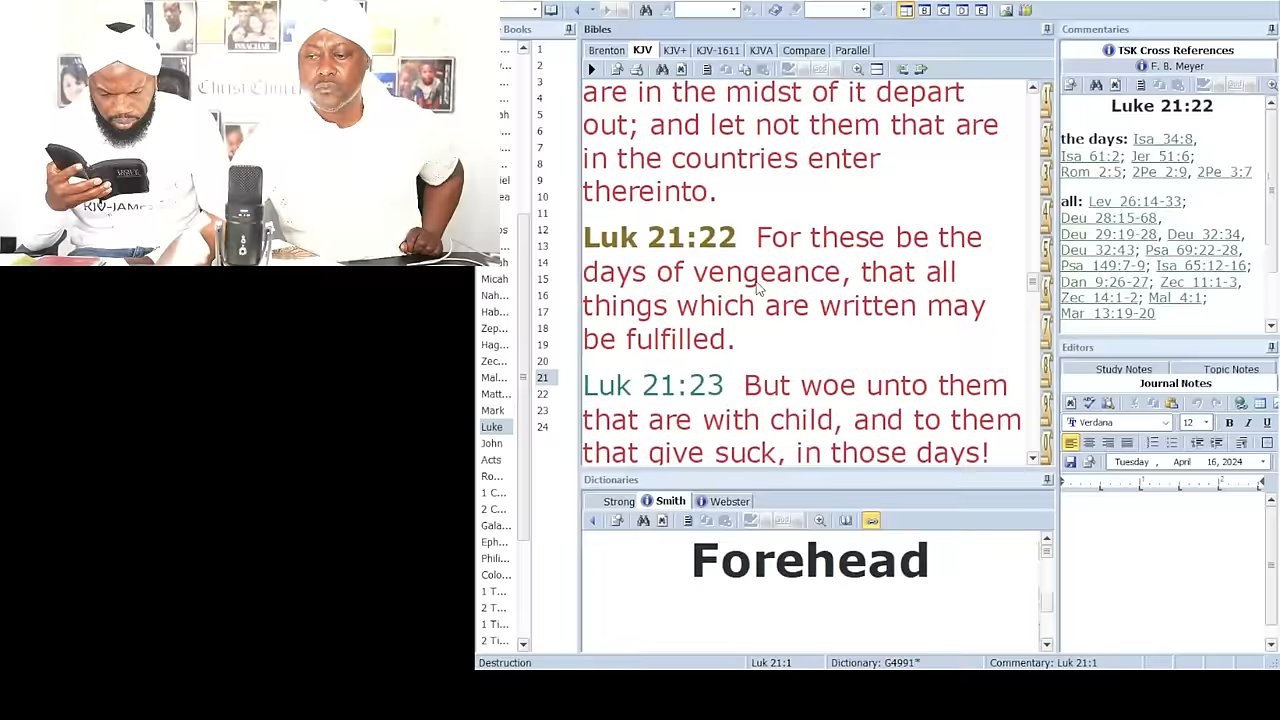 ISSACHAR
Christ Church
KJV-JAMES
Books
Micah
Nah...
Hab...
Zep...
Hag...
Zec...
Mal...
Matt...
Mark
Luke
John
Acts
Ro...
1 C...
2 C...
Gala...
Eph...
Phili...
Colo...
1 T...
2 T...
1 Ti...
2 Ti...
1
2
3
4
5
6
7
8
9
10
11
12
13
14
15
16
17
18
19
20
21
22
23
24
Bibles
Brenton KJV KJV+ KJV-1611 KJVA Compare Parallel
are in the midst of it depart
out; and let not them that are
in the countries enter
thereinto.
Luk 21:22 For these be the
days of vengeance, that all
things which are written may
be fulfilled.
Luk 21:23 But woe unto them
that are with child, and to them
that give suck, in those days!
Dictionaries
Strong Smith Webster
Forehead
Commentaries
TSK Cross References
F. B. Meyer
Luke 21:22
the days: Isa 34:8,
Isa 61:2; Jer 51:6;
Rom 2:5; 2Pe 2:9, 2Pe 3:7
all: Lev 26:14-33;
Deu 28:15-68,
Deu 29:19-28, Deu 32:34,
Deu 32:43; Psa 69:22-28,
Psa 149:7-9; Isa 65:12-16;
Dan 9:26-27; Zec 11:1-3,
Zec 14:1-2; Mal 4:1;
Mar 13:19-20
Editors
Study Notes Topic Notes
Journal Notes
Verdana 12 B I U
Tuesday , April 16, 2024
Destruction Luk 21:1 Dictionary: G4991* Commentary: Luk 21:1